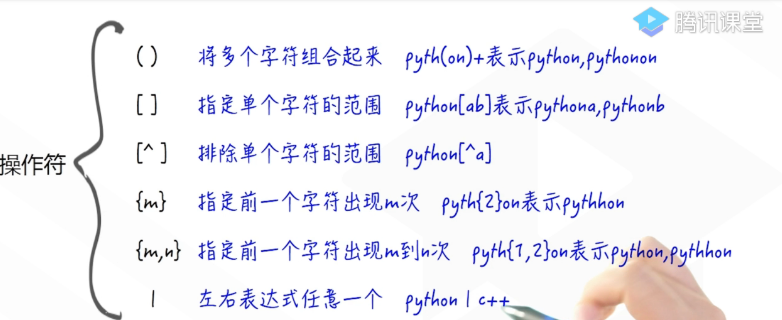 腾讯课堂
( ) 将多个字符组合起来 pyth(on)+表示python,pythonon
[ ] 指定单个字符的范围 python[ab]表示pythona,pythonb
[^ ] 排除单个字符的范围 python[^a]
操作符
{m} 指定前一个字符出现m次 pyth{2}on表示pythhon
{m,n} 指定前一个字符出现m到n次 pyth{1,2}on表示python,pythhon
| 左右表达式任意一个 python | c++